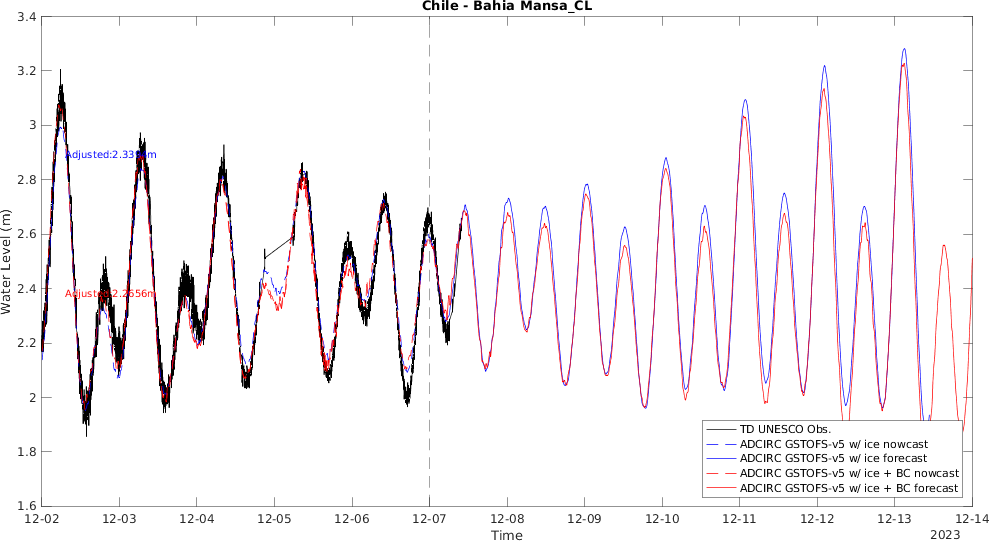 Chile - Bahia Mansa_CL
Water Level (m)
3.4
3.2
3
2.8
2.6
2.4
2.2
2
1.8
1.6
Adjusted:2.2656m
TD UNESCO Obs.
ADCIRC GSTOFS-v5 w/ ice nowcast
ADCIRC GSTOFS-v5 w/ ice forecast
ADCIRC GSTOFS-v5 w/ ice + BC nowcast
ADCIRC GSTOFS-v5 w/ ice + BC forecast
12-02 12-03 12-04 12-05 12-06 12-07 12-08 12-09 12-10 12-11 12-12 12-13 12-14
Time
2023